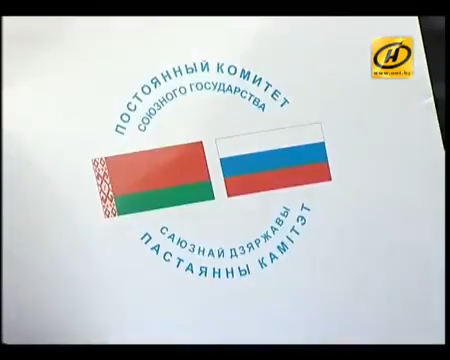 ПОСТОЯННЫЙ КОМИТЕТ
СОЮЗНОГО ГОСУДАРСТВА
САЮЗНАЙ ДЗЯРЖАВЫ
ПАСТАЯННЫ КАМІТЭТ
www.ont.by